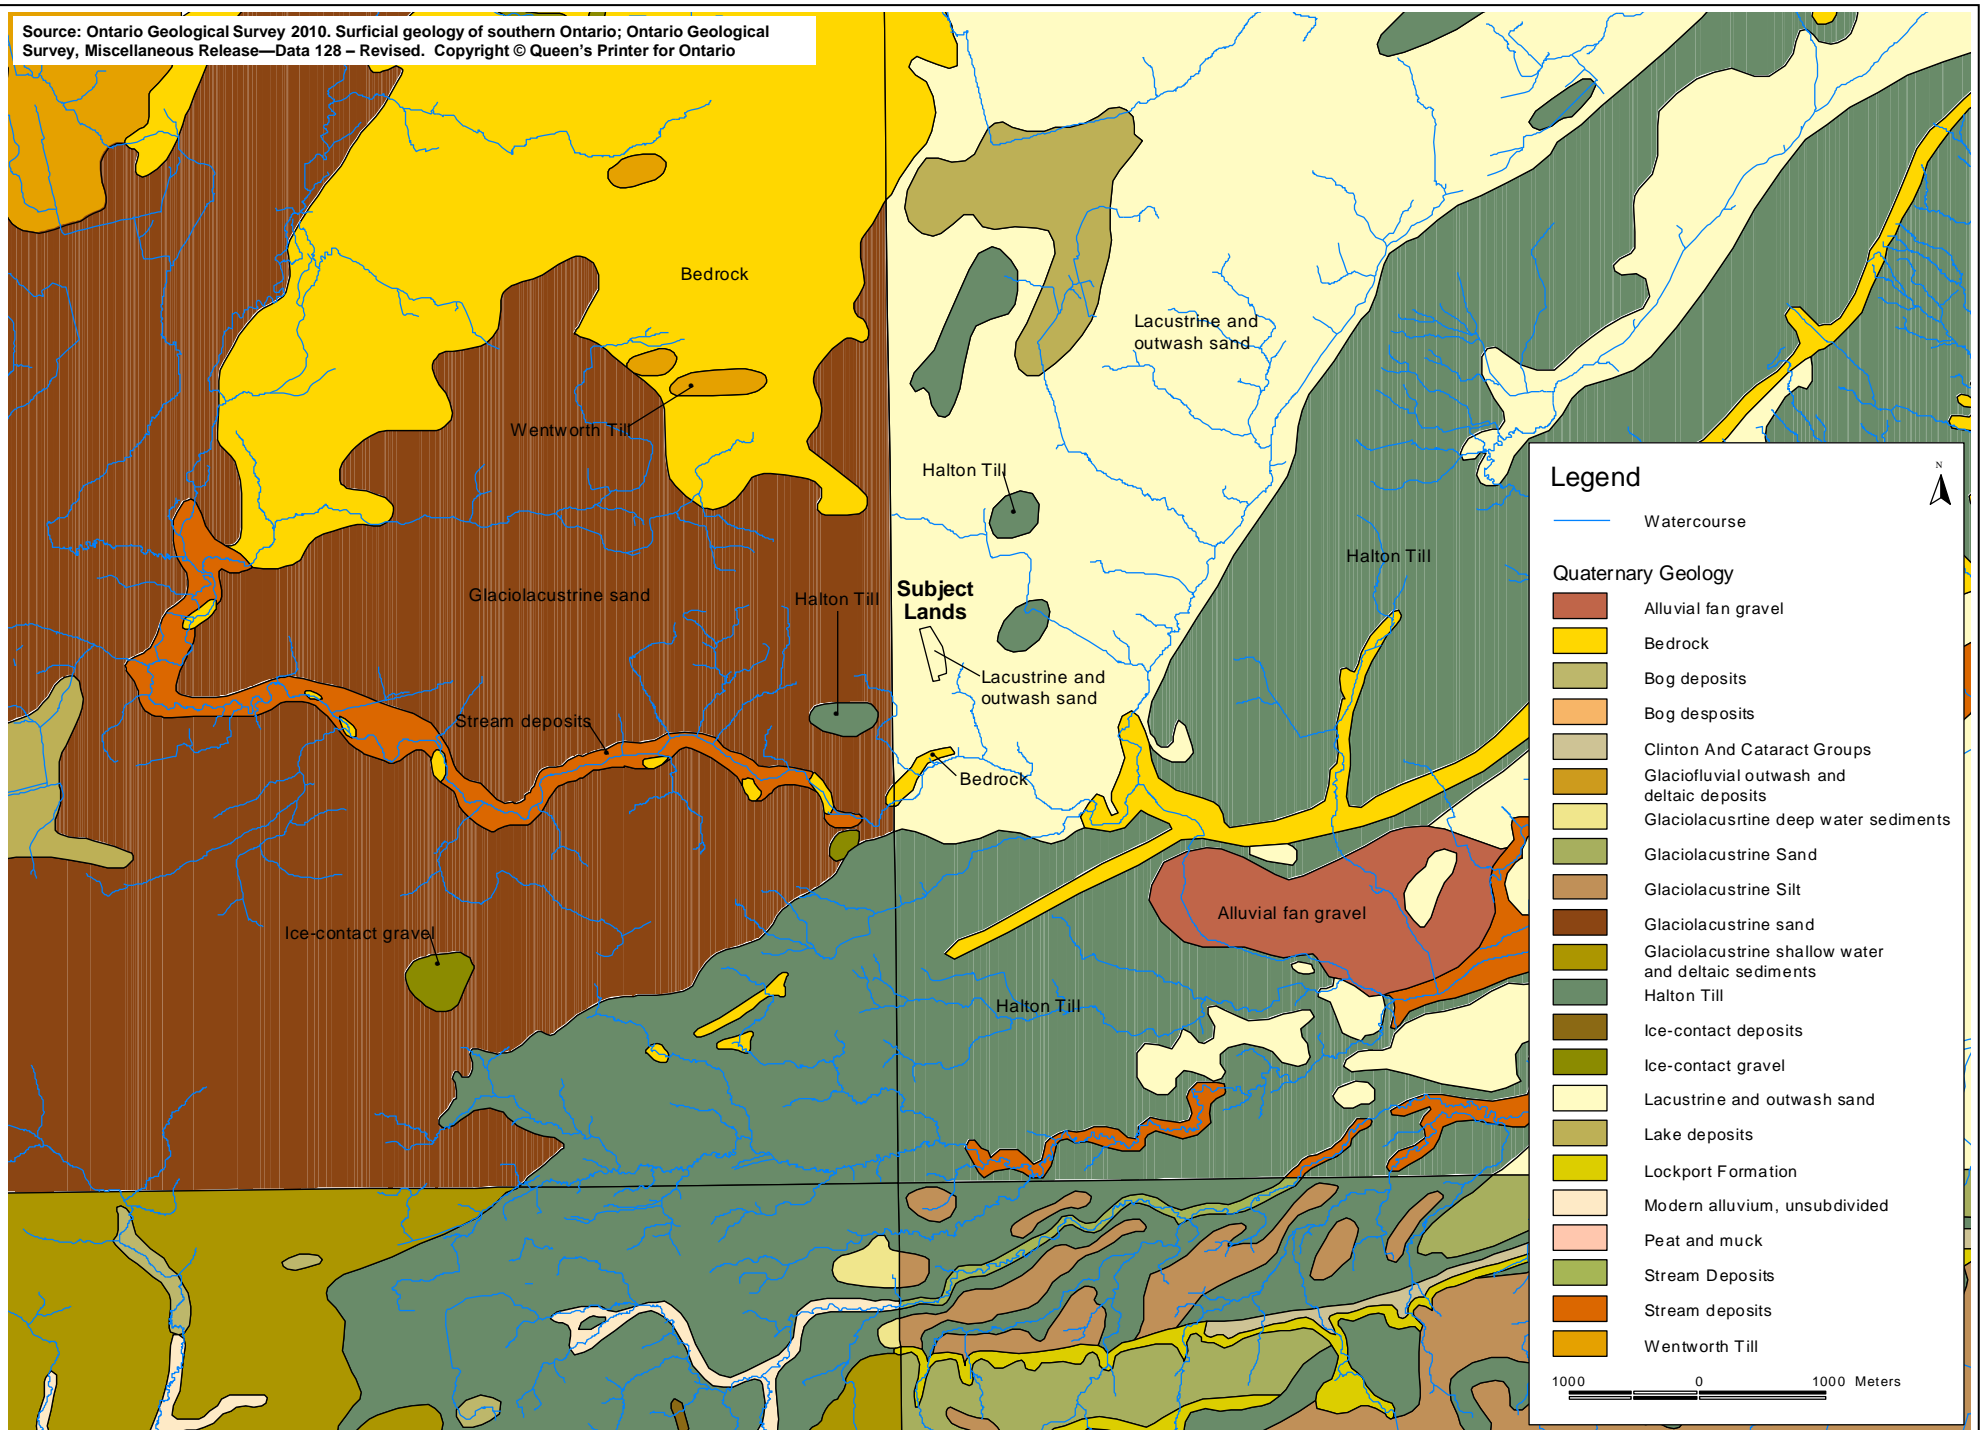 Source: Ontario Geological Survey 2010. Surficial geology of southern Ontario; Ontario Geological
Survey, Miscellaneous Release—Data 128 – Revised. Copyright © Queen's Printer for Ontario
Bedrock
Lacustrine and
outwash sand
Wentworth Till
Halton Till
Halton Till
Glaciolacustrine sand
Halton Till
Subject
Lands
Lacustrine and
outwash sand
Stream deposits
Bedrock
Alluvial fan gravel
Ice-contact gravel
Halton Till
Legend
N
Watercourse
Quaternary Geology
Alluvial fan gravel
Bedrock
Bog deposits
Bog desposits
Clinton And Cataract Groups
Glaciofluvial outwash and
deltaic deposits
Glaciolacusrtine deep water sediments
Glaciolacustrine Sand
Glaciolacustrine Silt
Glaciolacustrine sand
Glaciolacustrine shallow water
and deltaic sediments
Halton Till
Ice-contact deposits
Ice-contact gravel
Lacustrine and outwash sand
Lake deposits
Lockport Formation
Modern alluvium, unsubdivided
Peat and muck
Stream Deposits
Stream deposits
Wentworth Till
1000 0 1000 Meters